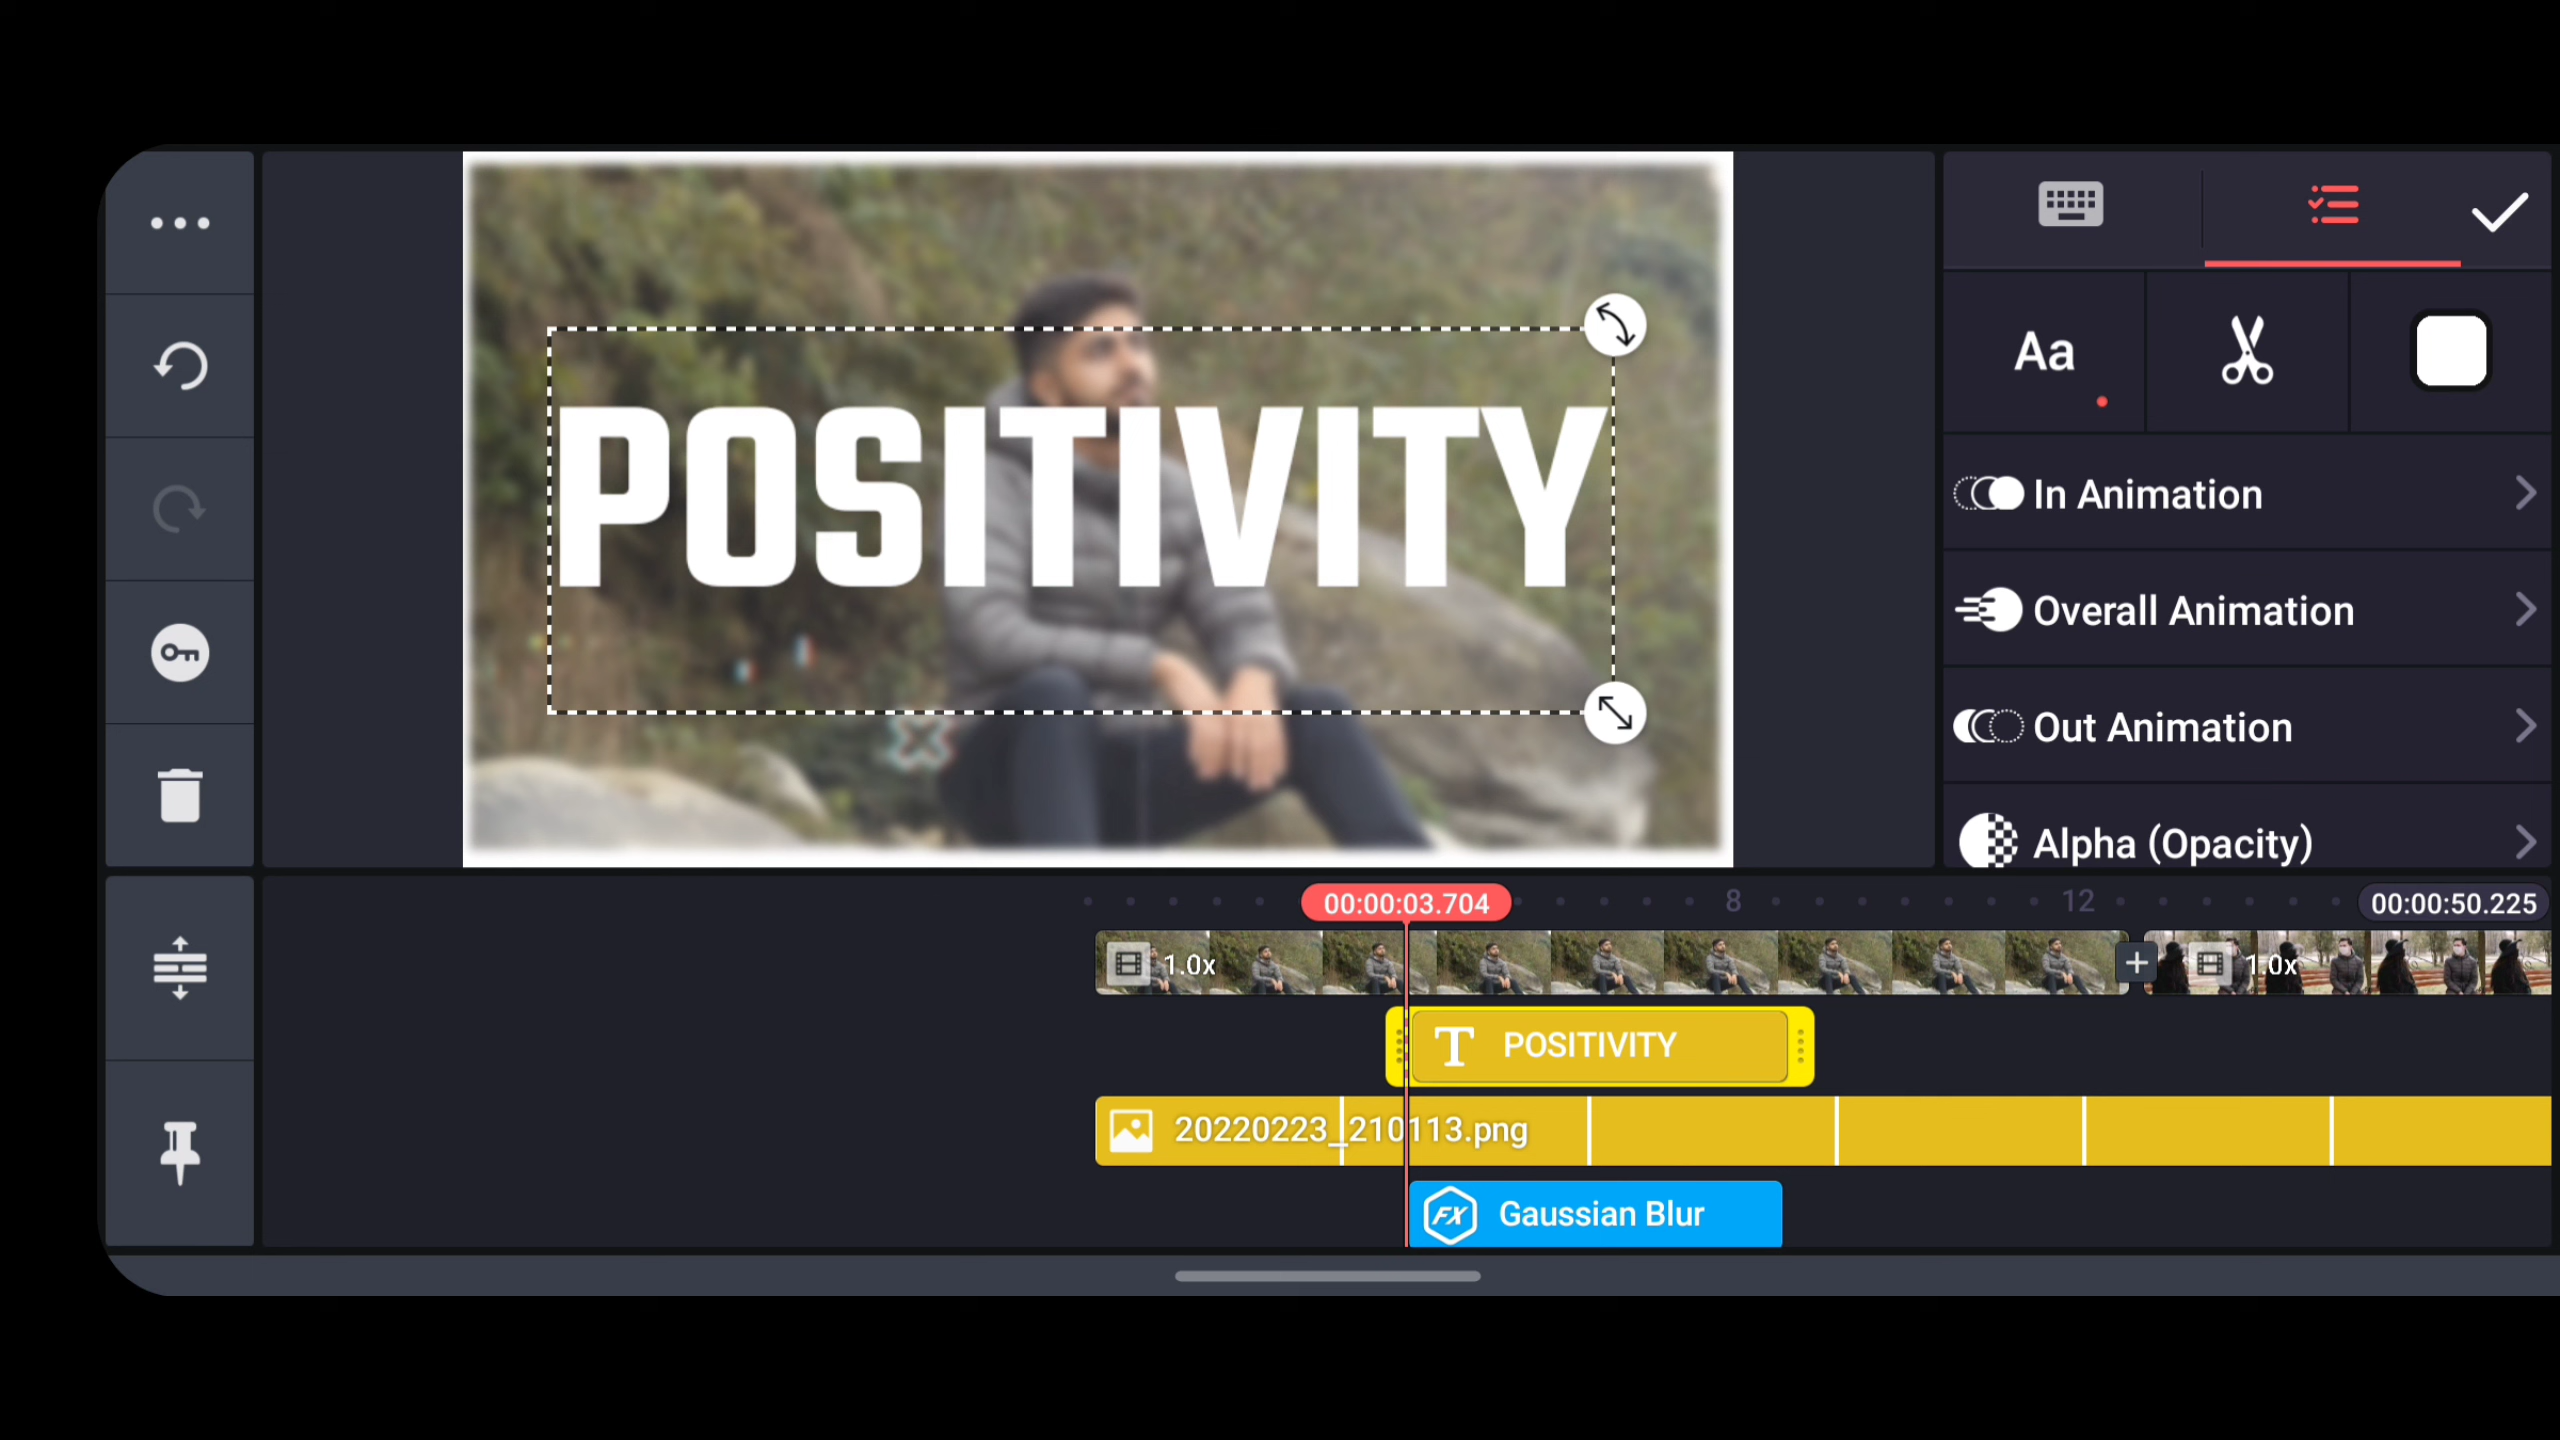 POSITIVITY
Aa
In Animation
Overall Animation
Out Animation
Alpha (Opacity)
00:00:03.704
8
12
00:00:50.225
1.0x
1.0x
T POSITIVITY
20220223_210113.png
FX Gaussian Blur